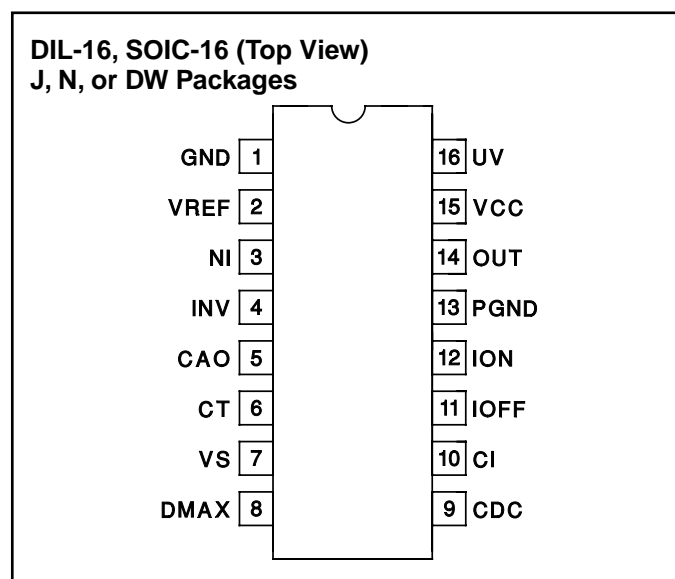 DIL-16, SOIC-16 (Top View)
J, N, or DW Packages
GND 1 16 UV
VREF 2 15 VCC
NI 3 14 OUT
INV 4 13 PGND
CAO 5 12 ION
CT 6 11 IOFF
VS 7 10 CI
DMAX 8 9 CDC